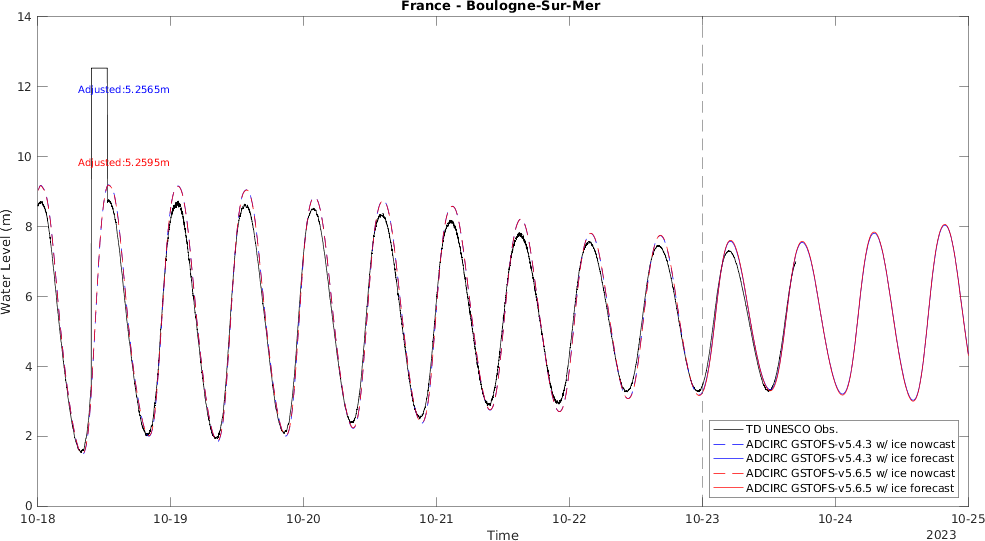 France - Boulogne-Sur-Mer
14
12
10
8
6
4
2
0
Water Level (m)
Adjusted:5.2565m
Adjusted:5.2595m
TD UNESCO Obs.
ADCIRC GSTOFS-v5.4.3 w/ ice nowcast
ADCIRC GSTOFS-v5.4.3 w/ ice forecast
ADCIRC GSTOFS-v5.6.5 w/ ice nowcast
ADCIRC GSTOFS-v5.6.5 w/ ice forecast
10-18 10-19 10-20 10-21 10-22 10-23 10-24 10-25
Time
2023